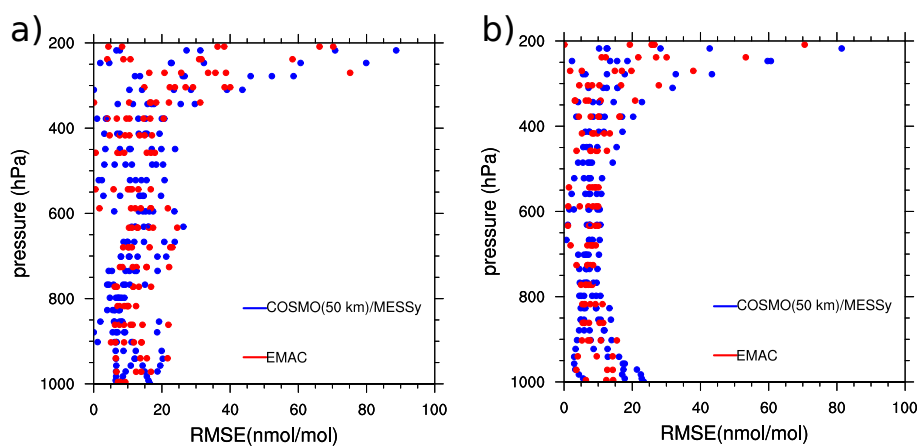 a)
200
400
600
800
1000
pressure (hPa)
COSMO(50 km)/MESSy
EMAC
0 20 40 60 80 100
RMSE(nmol/mol)
b)
200
400
600
800
1000
pressure (hPa)
COSMO(50 km)/MESSy
EMAC
0 20 40 60 80 100
RMSE(nmol/mol)